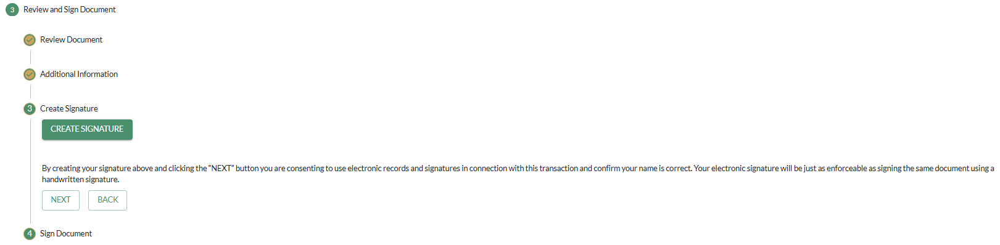 3 Review and Sign Document
Review Document
Additional Information
3 Create Signature
CREATE SIGNATURE
By creating your signature above and clicking the “NEXT” button you are consenting to use electronic records and signatures in connection with this transaction and confirm your name is correct. Your electronic signature will be just as enforceable as signing the same document using a
handwritten signature.
NEXT BACK
4 Sign Document